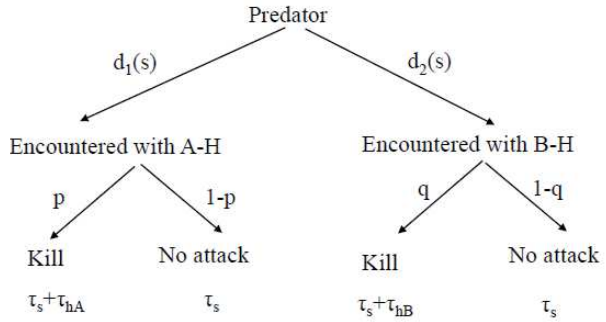 Predator
d₁(s) d₂(s)
Encountered with A-H Encountered with B-H
p 1-p q 1-q
Kill No attack Kill No attack
τₛ+τₕA τₛ τₛ+τₕB τₛ